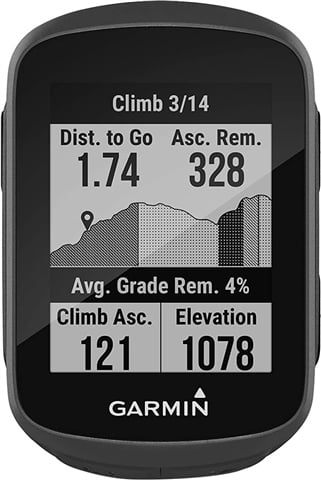 Climb 3/14
Dist. to Go Asc. Rem.
1.74 328
Avg. Grade Rem. 4%
Climb Asc. Elevation
121 1078
GARMIN